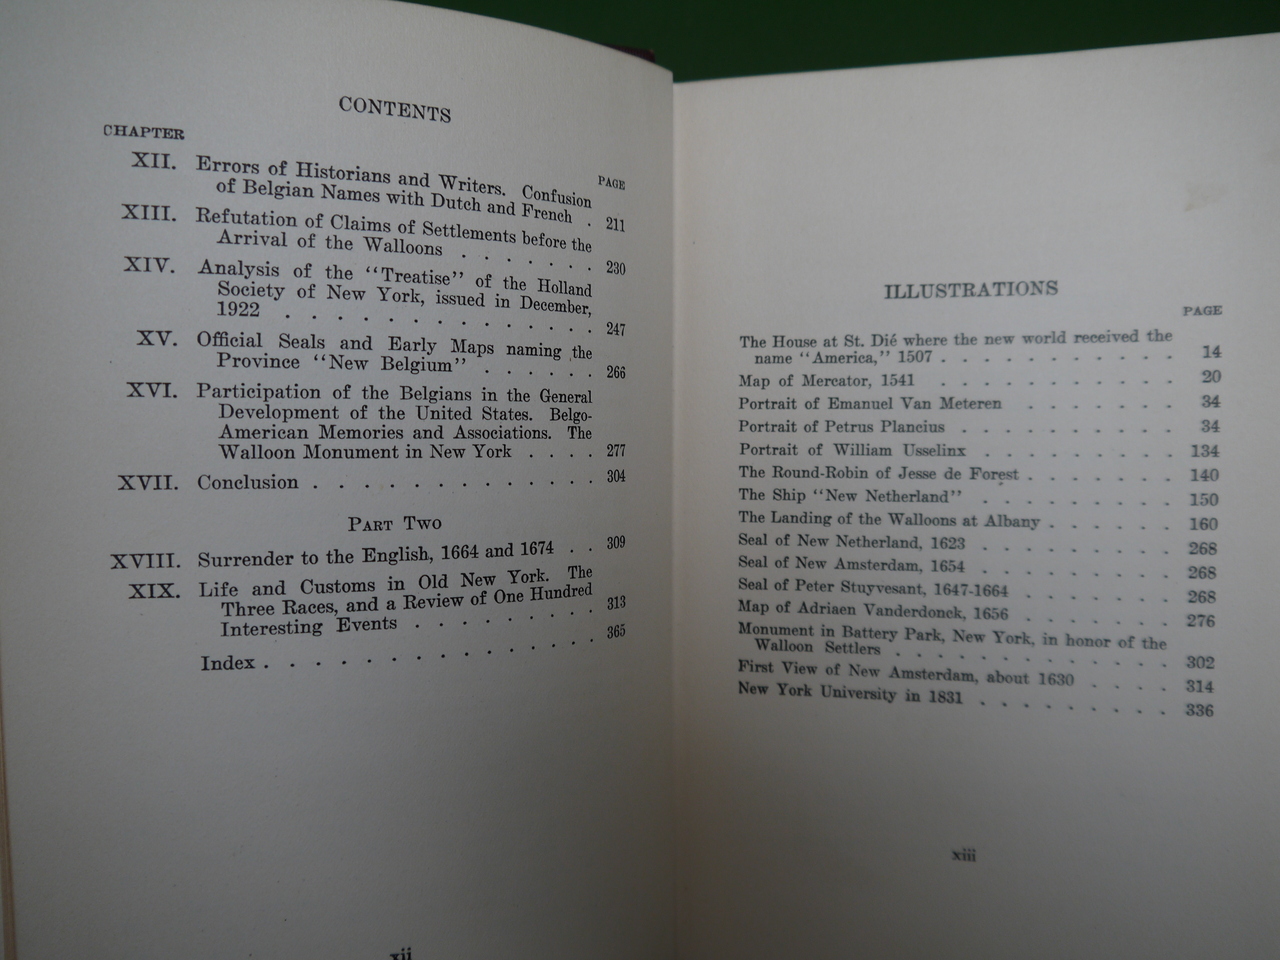 CONTENTS
CHAPTER
PAGE
XII. Errors of Historians and Writers. Confusion
of Belgian Names with Dutch and French . 211
XIII. Refutation of Claims of Settlements before the
Arrival of the Walloons . . . . . . . 230
XIV. Analysis of the "Treatise" of the Holland
Society of New York, issued in December,
1922 . . . . . . . . . . . . . 247
XV. Official Seals and Early Maps naming the
Province "New Belgium" . . . . . . 266
XVI. Participation of the Belgians in the General
Development of the United States. Belgo-
American Memories and Associations. The
Walloon Monument in New York . . . . 277
XVII. Conclusion . . . . . . . . . . . . 304
PART TWO
XVIII. Surrender to the English, 1664 and 1674 . . 309
XIX. Life and Customs in Old New York. The
Three Races, and a Review of One Hundred
Interesting Events . . . . . . . . 313
Index . . . . . . . . . . . . . . 365
xii
ILLUSTRATIONS
PAGE
The House at St. Dié where the new world received the
name "America," 1507 . . . . . . . . . . . 14
Map of Mercator, 1541 . . . . . . . . . . . 20
Portrait of Emanuel Van Meteren . . . . . . . 34
Portrait of Petrus Plancius . . . . . . . . . . 34
Portrait of William Usselinx . . . . . . . . . 134
The Round-Robin of Jesse de Forest . . . . . . . 140
The Ship "New Netherland" . . . . . . . . . 150
The Landing of the Walloons at Albany . . . . . . 160
Seal of New Netherland, 1623 . . . . . . . . . 268
Seal of New Amsterdam, 1654 . . . . . . . . . 268
Seal of Peter Stuyvesant, 1647-1664 . . . . . . . 268
Map of Adriaen Vanderdonck, 1656 . . . . . . . 276
Monument in Battery Park, New York, in honor of the
Walloon Settlers . . . . . . . . . . . . 302
First View of New Amsterdam, about 1630 . . . . 314
New York University in 1831 . . . . . . . . . 336
xiii